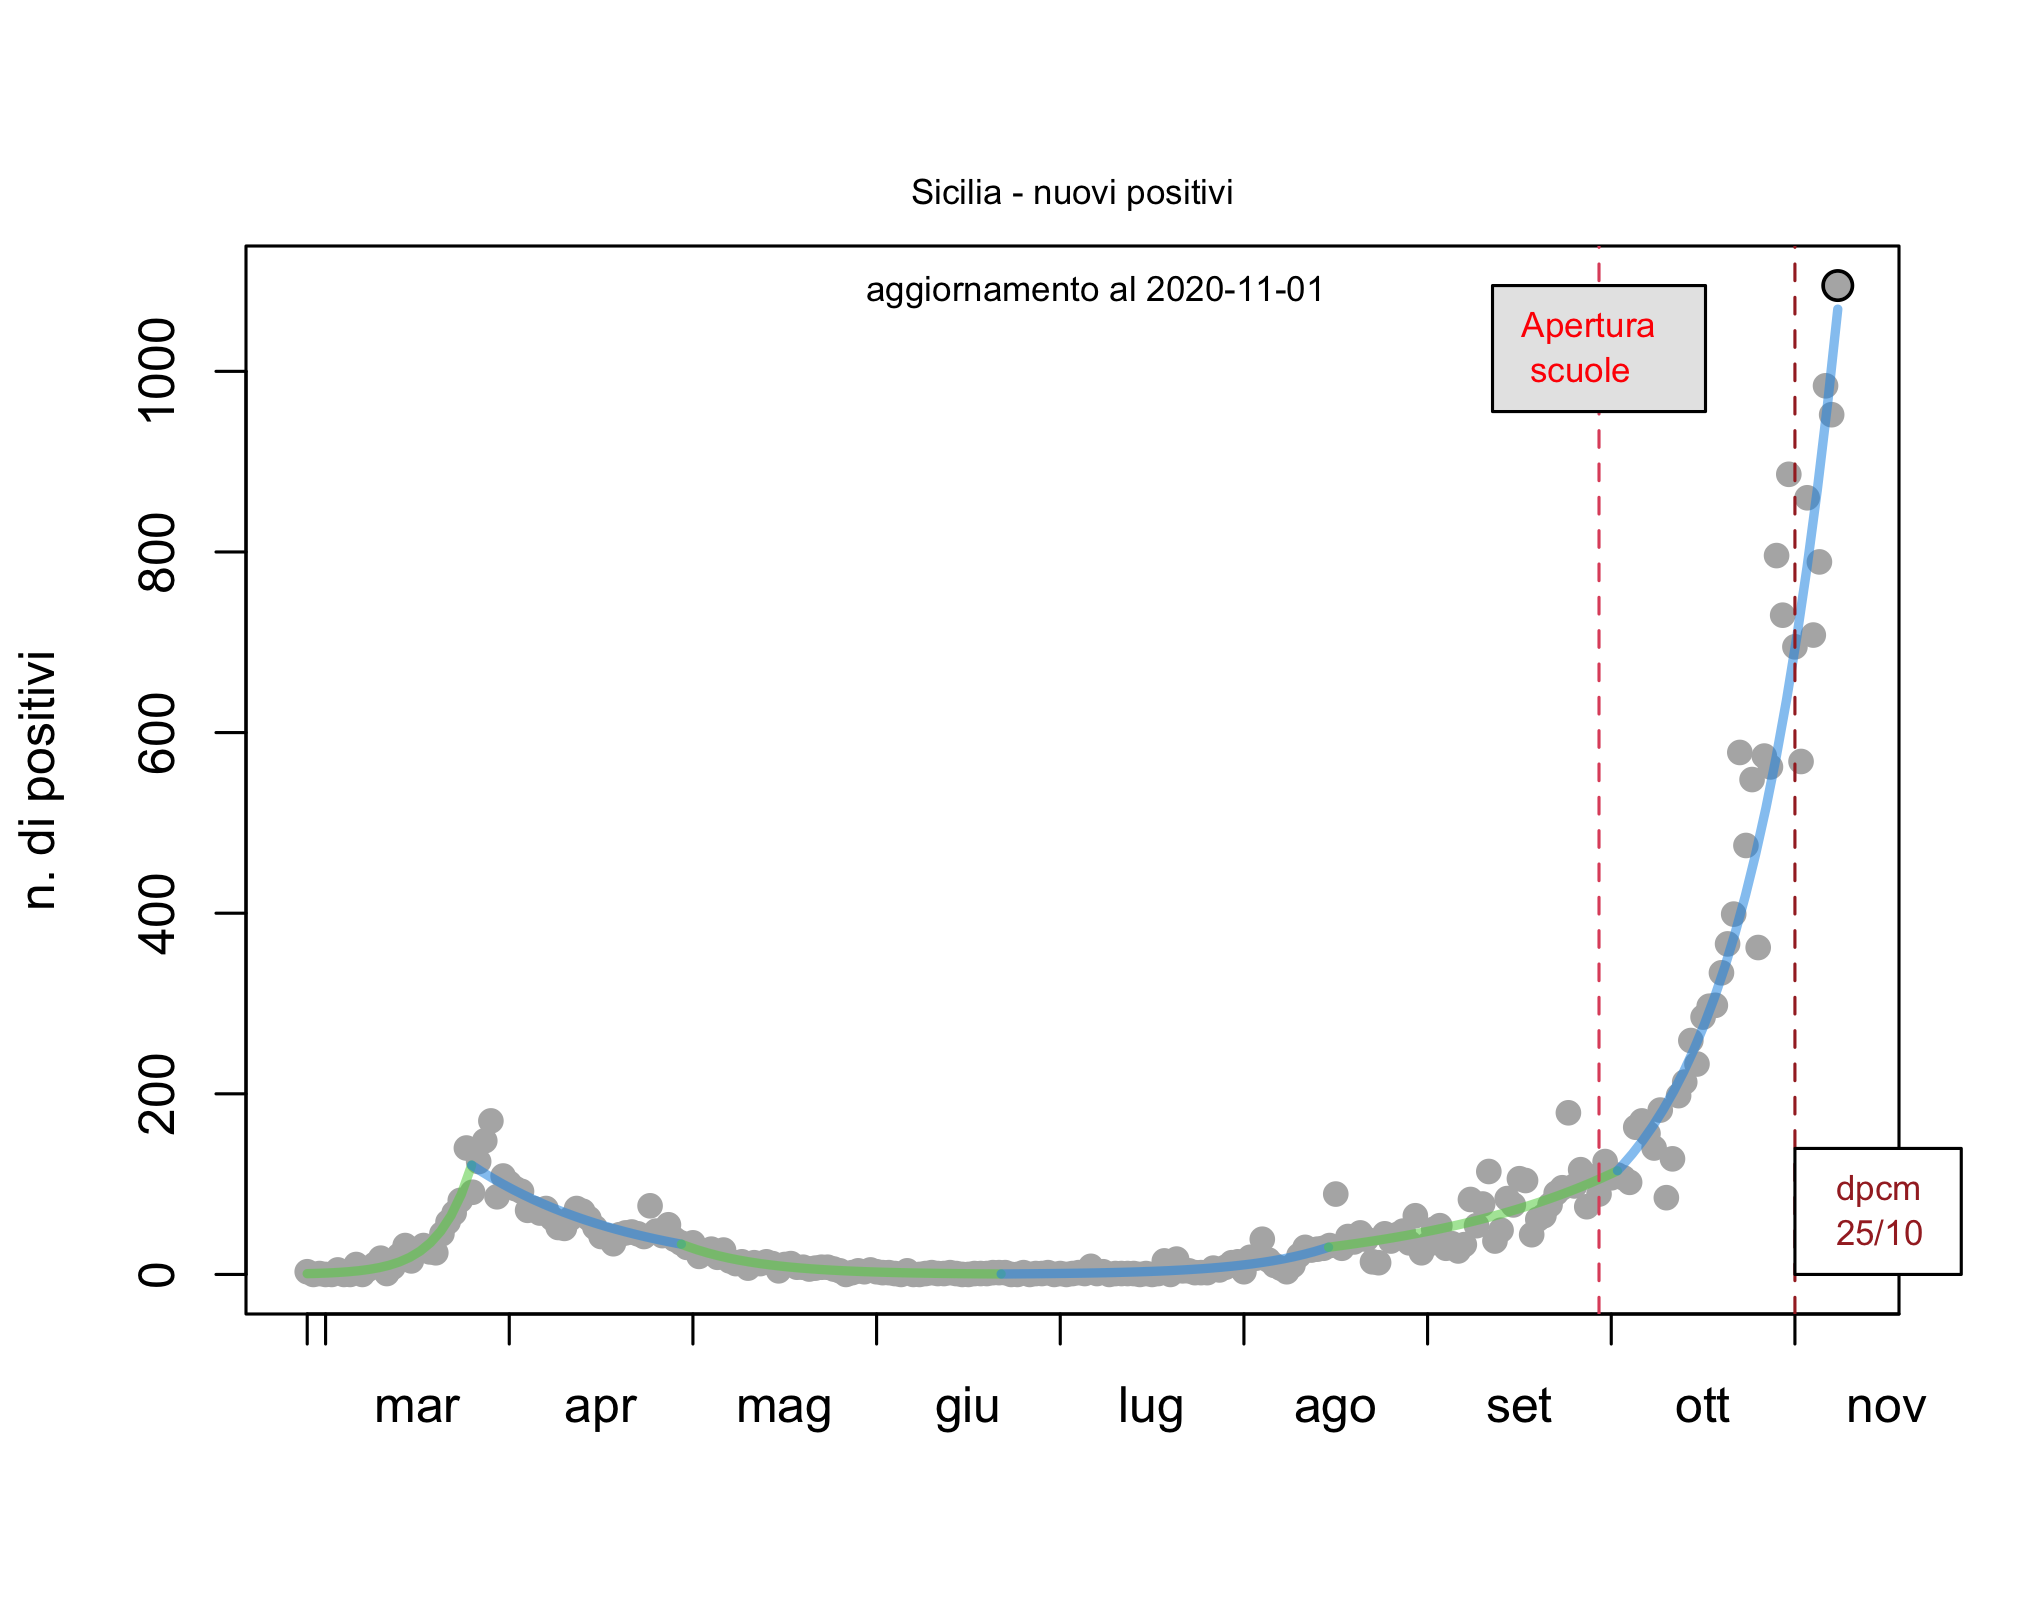 Sicilia - nuovi positivi
aggiornamento al 2020-11-01
Apertura
scuole
n. di positivi
1000
800
600
400
200
0
dpcm
25/10
mar apr mag giu lug ago set ott nov